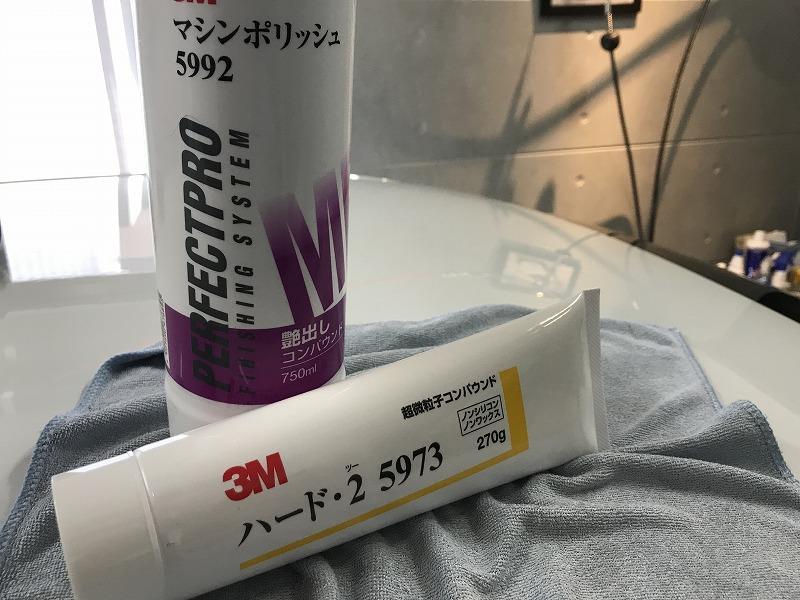 3M
マシンポリッシュ
5992
PERFECTPRO
FINISHING SYSTEM
M
艶出し
コンパウンド
750ml
超微粒子コンパウンド
ノンシリコン
ノンワックス
270g
3M
ツー
ハード・2 5973